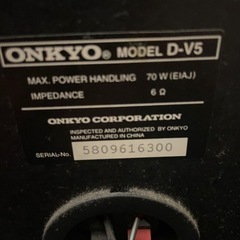 ONKYO® MODEL D-V5
MAX. POWER HANDLING 70 W (EIAJ)
IMPEDANCE 6 Ω
ONKYO CORPORATION
INSPECTED AND AUTHORIZED BY ONKYO
MANUFACTURED IN CHINA
SERIAL-No. 5809616300